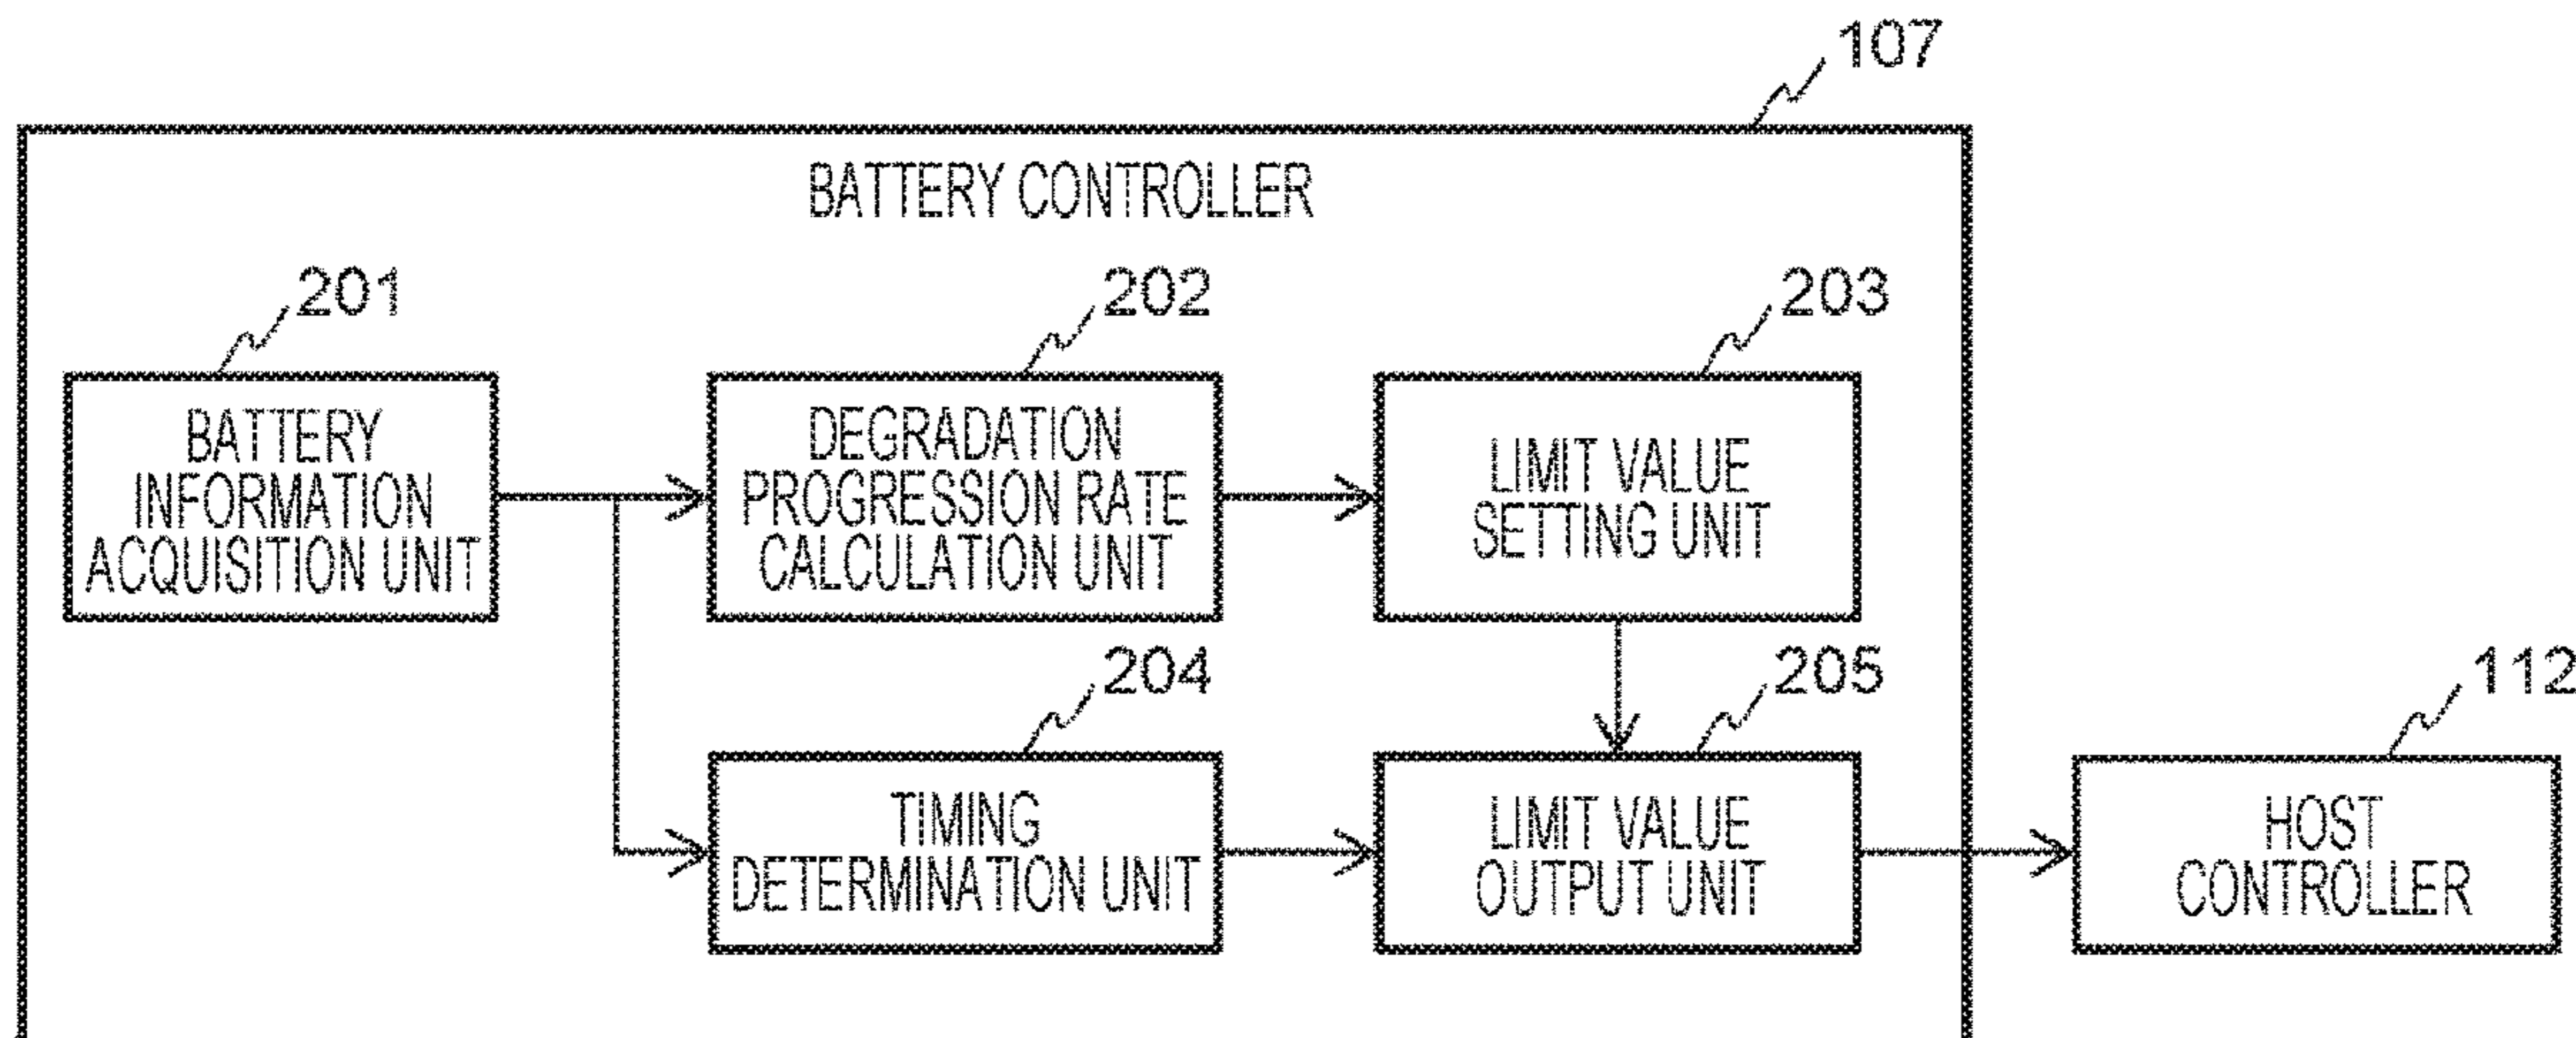 107
BATTERY CONTROLLER
201
202
203
BATTERY
INFORMATION
ACQUISITION UNIT
DEGRADATION
PROGRESSION RATE
CALCULATION UNIT
LIMIT VALUE
SETTING UNIT
204
205
112
TIMING
DETERMINATION UNIT
LIMIT VALUE
OUTPUT UNIT
HOST
CONTROLLER